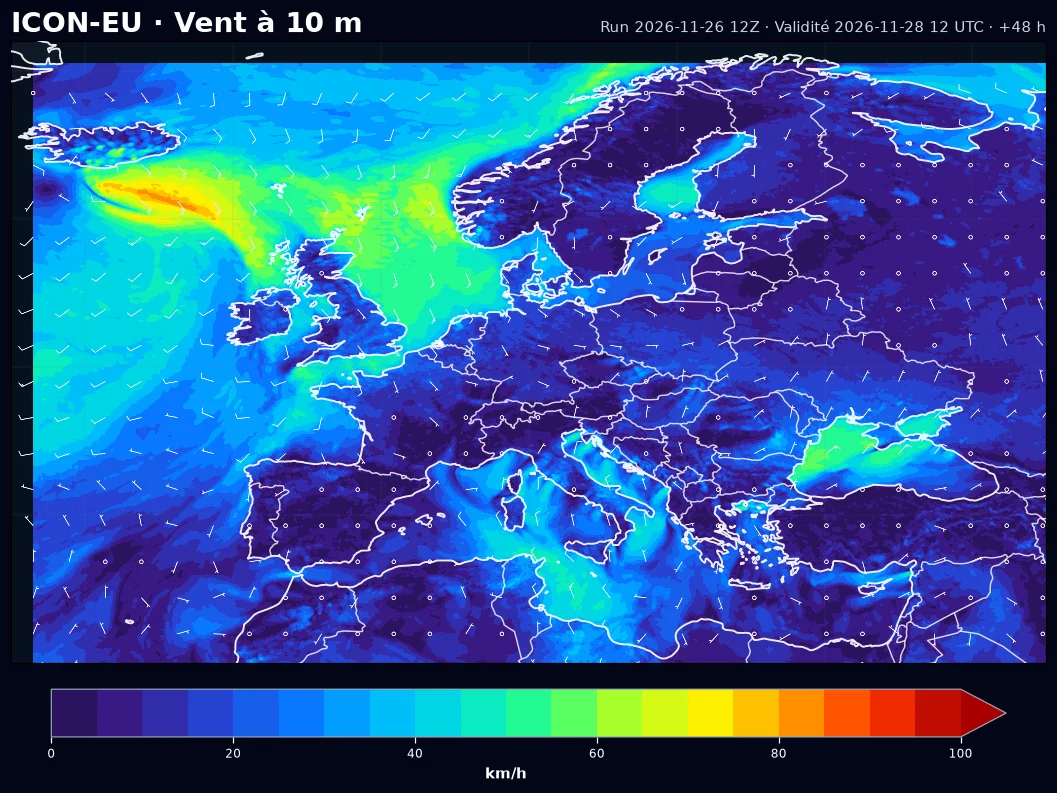 ICON-EU · Vent à 10 m
Run 2026-11-26 12Z · Validité 2026-11-28 12 UTC · +48 h
0 20 40 60 80 100
km/h